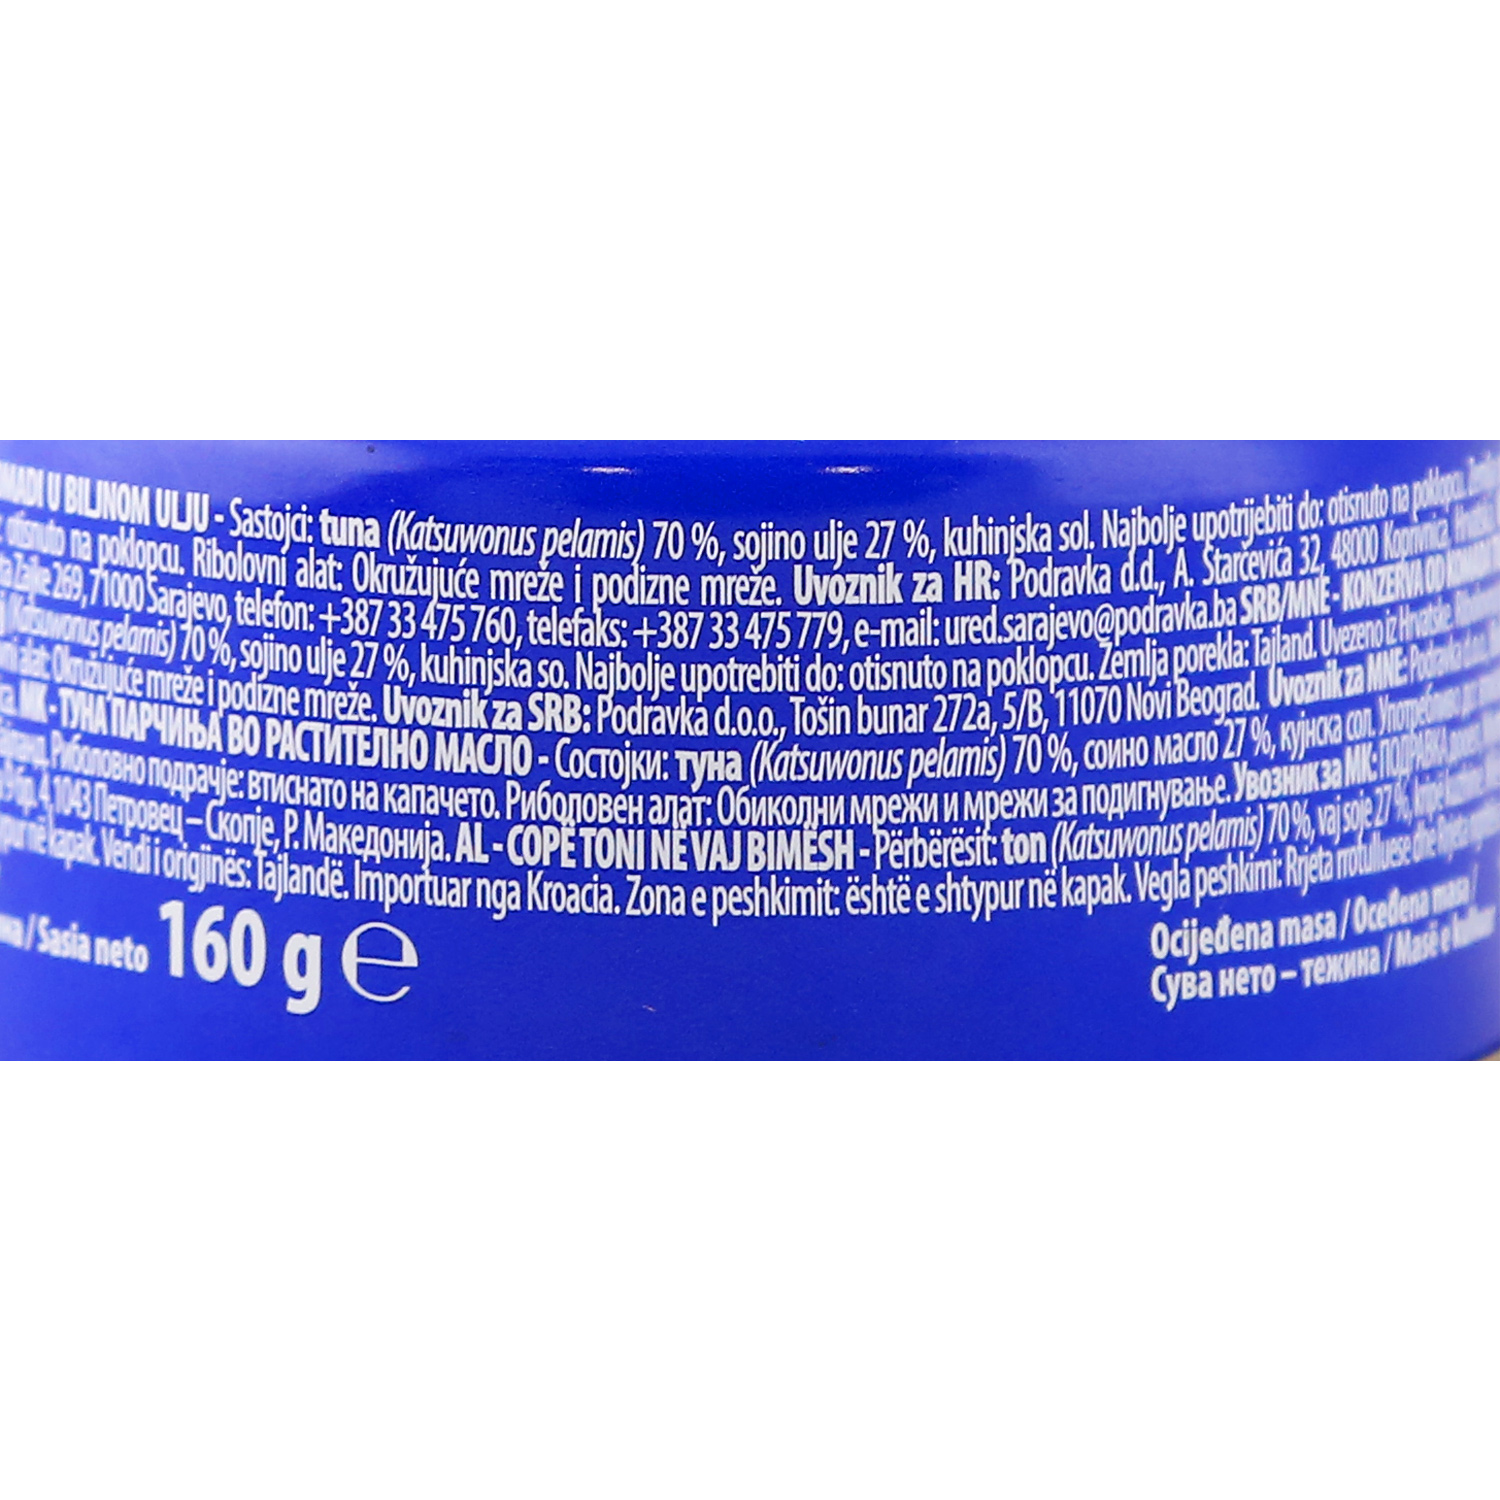 U BILJNOM ULJU - Sastojci: tuna (Katsuwonus pelamis) 70 %, sojino ulje 27 %, kuhinjska sol. Najbolje upotrijebiti do: otisnuto na poklopcu.
otisnuto na poklopcu. Ribolovni alat: Okružujuće mreže i podizne mreže. Uvoznik za HR: Podravka d.d., A. Starčevića 32, 48000 Koprivnica,
269, 71000 Sarajevo, telefon: +387 33 475 760, telefaks: +387 33 475 779, e-mail: ured.sarajevo@podravka.ba SRB/MNE - KONZERVA OD
(Katsuwonus pelamis) 70 %, sojino ulje 27 %, kuhinjska so. Najbolje upotrebiti do: otisnuto na poklopcu. Zemlja porekla: Tajland. Uvezeno iz Hrvatske.
alat: Okružujuće mreže i podizne mreže. Uvoznik za SRB: Podravka d.o.o., Tošin bunar 272a, 5/B, 11070 Novi Beograd. Uvoznik za MNE: Podravka
MK - ТУНА ПАРЧИЊА ВО РАСТИТЕЛНО МАСЛО - Состојки: туна (Katsuwonus pelamis) 70 %, соино масло 27 %, кујнска сол.
Риболовно подрачје: втиснато на капачето. Риболовен алат: Обиколни мрежи и мрежи за подигнување. Увозник за МК: ПОДРАВКА
1043 Петровец – Скопје, Р. Македонија. AL - COPË TONI NË VAJ BIMËSH - Përbërësit: ton (Katsuwonus pelamis) 70 %, vaj soje 27 %,
në kapak. Vendi i origjinës: Tajlandë. Importuar nga Kroacia. Zona e peshkimit: është e shtypur në kapak. Vegla peshkimi: Rrjeta rrotulluese dhe
/ Sasia neto 160 g ℮
Ocijeđena masa / Oceđena masa /
Сува нето – тежина / Masë e